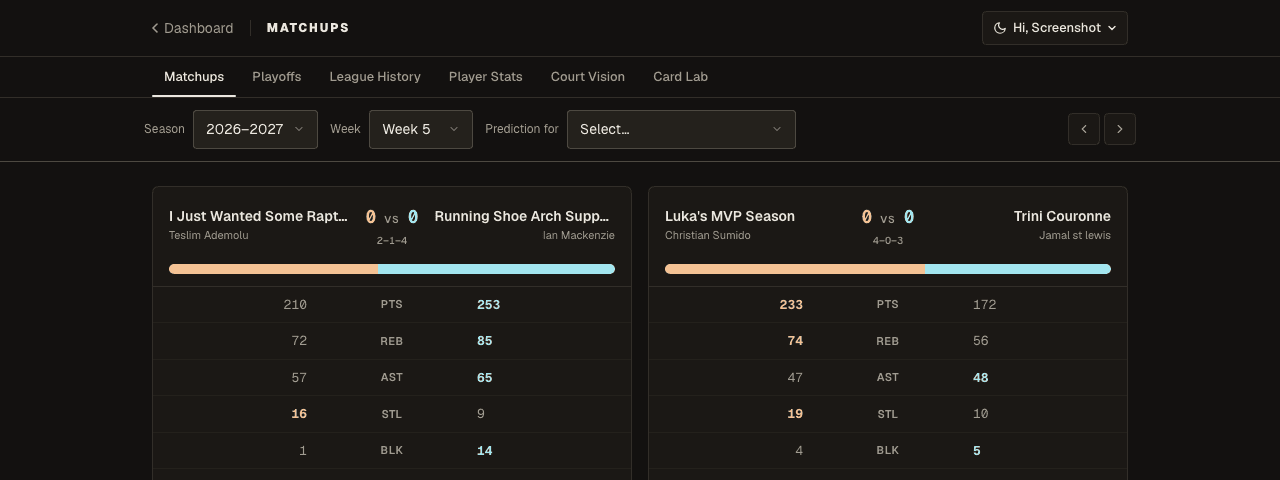 Dashboard MATCHUPS Hi, Screenshot
Matchups Playoffs League History Player Stats Court Vision Card Lab
Season 2026–2027 Week Week 5 Prediction for Select...
I Just Wanted Some Rapt... 0 vs 0 Running Shoe Arch Supp...
Teslim Ademolu 2–1–4 Ian Mackenzie
210 PTS 253
72 REB 85
57 AST 65
16 STL 9
1 BLK 14
Luka's MVP Season 0 vs 0 Trini Couronne
Christian Sumido 4–0–3 Jamal st lewis
233 PTS 172
74 REB 56
47 AST 48
19 STL 10
4 BLK 5